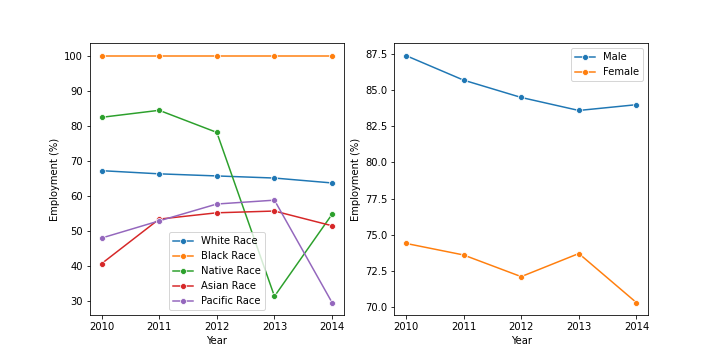 100
90
80
70
60
50
40
30
Employment (%)
2010 2011 2012 2013 2014
Year
White Race
Black Race
Native Race
Asian Race
Pacific Race
87.5
85.0
82.5
80.0
77.5
75.0
72.5
70.0
Employment (%)
2010 2011 2012 2013 2014
Year
Male
Female